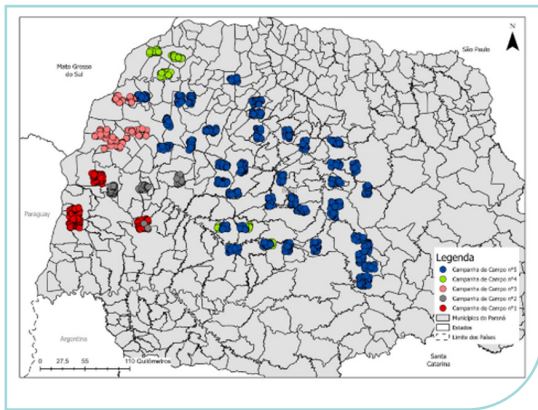 N
São Paulo
Mato Grosso
do Sul
Paraguay
Legenda
Campanha de Campo nº5
Campanha de Campo nº4
Campanha de Campo nº3
Campanha de Campo nº2
Campanha de Campo nº1
Municípios do Paraná
Estados
Limite dos Países
Argentina
0 27,5 55 110 Quilômetros
Santa
Catarina